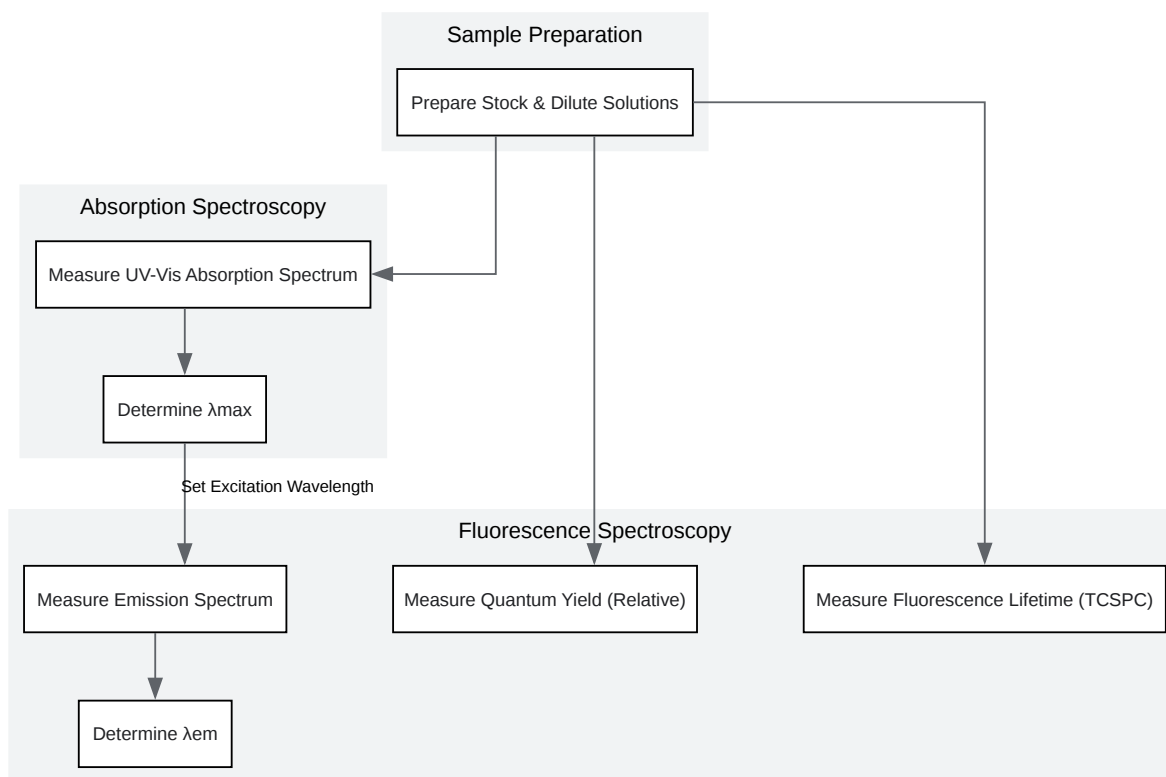 Sample Preparation
Prepare Stock & Dilute Solutions
Absorption Spectroscopy
Measure UV-Vis Absorption Spectrum
Determine λmax
Set Excitation Wavelength
Fluorescence Spectroscopy
Measure Emission Spectrum
Measure Quantum Yield (Relative)
Measure Fluorescence Lifetime (TCSPC)
Determine λem